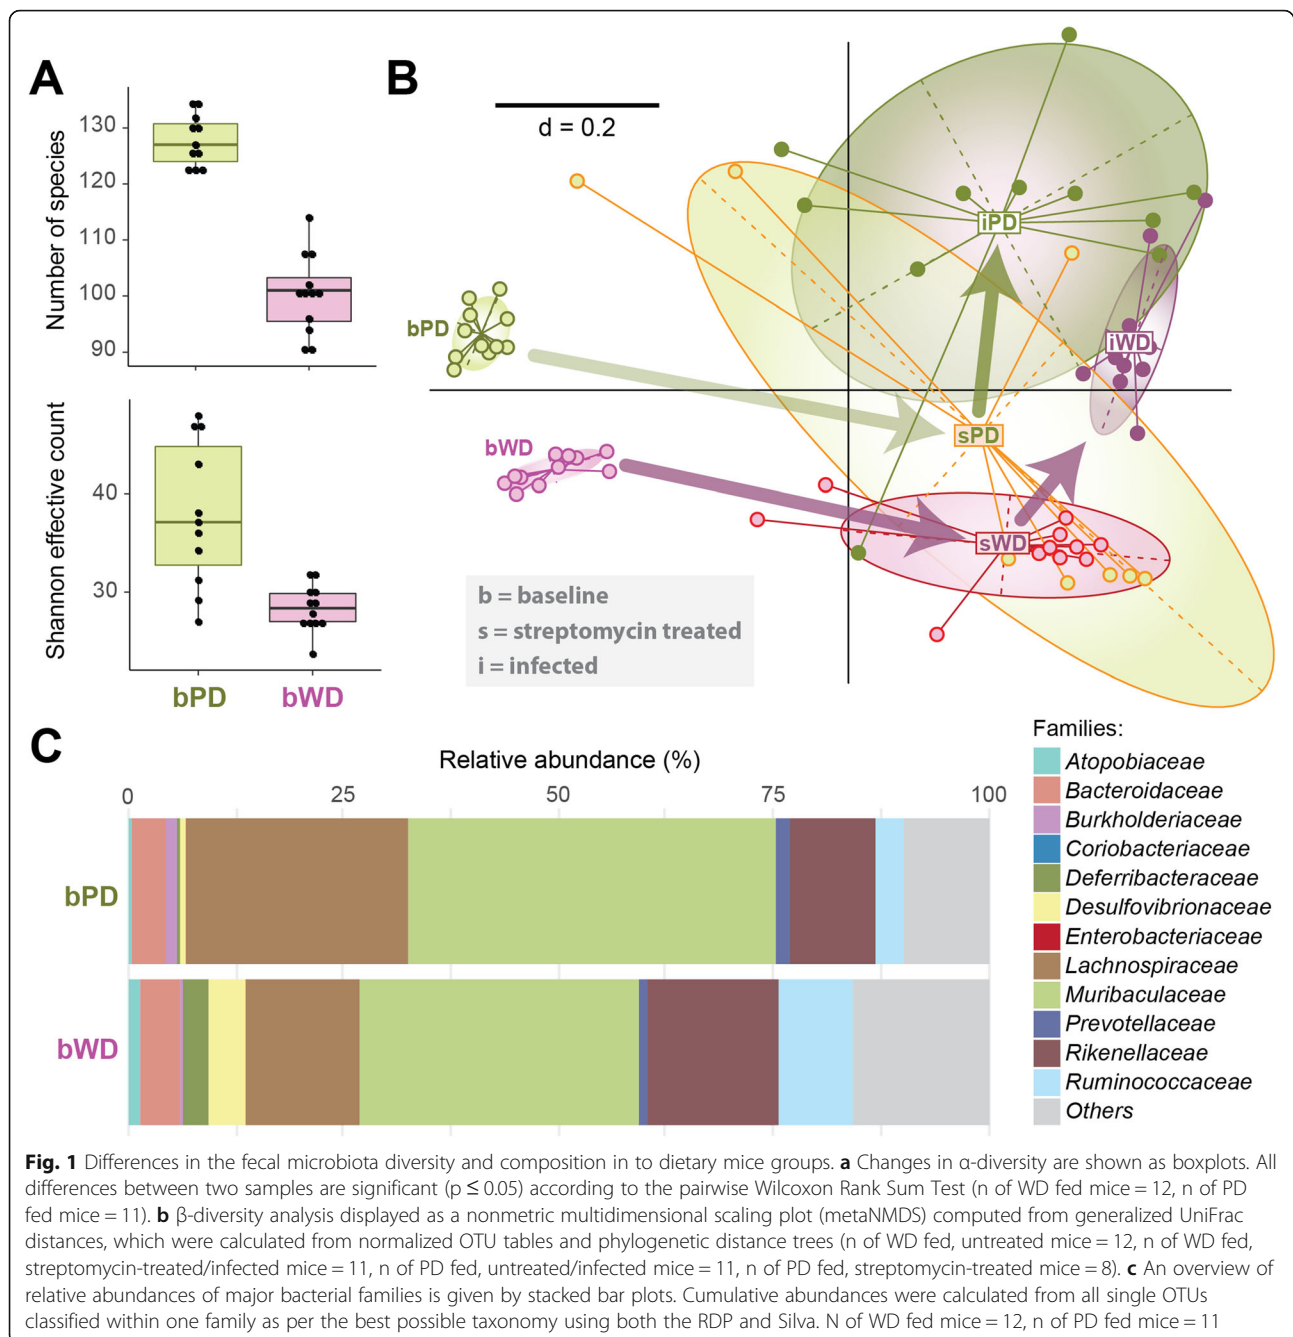 A
Number of species
130
120
110
100
90
Shannon effective count
40
30
bPD
bWD
B
d = 0.2
bPD
bWD
iPD
iWD
sPD
sWD
b = baseline
s = streptomycin treated
i = infected
C
Relative abundance (%)
0 25 50 75 100
bPD
bWD
Families:
Atopobiaceae
Bacteroidaceae
Burkholderiaceae
Coriobacteriaceae
Deferribacteraceae
Desulfovibrionaceae
Enterobacteriaceae
Lachnospiraceae
Muribaculaceae
Prevotellaceae
Rikenellaceae
Ruminococcaceae
Others
Fig. 1 Differences in the fecal microbiota diversity and composition in to dietary mice groups. a Changes in α-diversity are shown as boxplots. All
differences between two samples are significant (p ≤ 0.05) according to the pairwise Wilcoxon Rank Sum Test (n of WD fed mice = 12, n of PD
fed mice = 11). b β-diversity analysis displayed as a nonmetric multidimensional scaling plot (metaNMDS) computed from generalized UniFrac
distances, which were calculated from normalized OTU tables and phylogenetic distance trees (n of WD fed, untreated mice = 12, n of WD fed,
streptomycin-treated/infected mice = 11, n of PD fed, untreated/infected mice = 11, n of PD fed, streptomycin-treated mice = 8). c An overview of
relative abundances of major bacterial families is given by stacked bar plots. Cumulative abundances were calculated from all single OTUs
classified within one family as per the best possible taxonomy using both the RDP and Silva. N of WD fed mice = 12, n of PD fed mice = 11